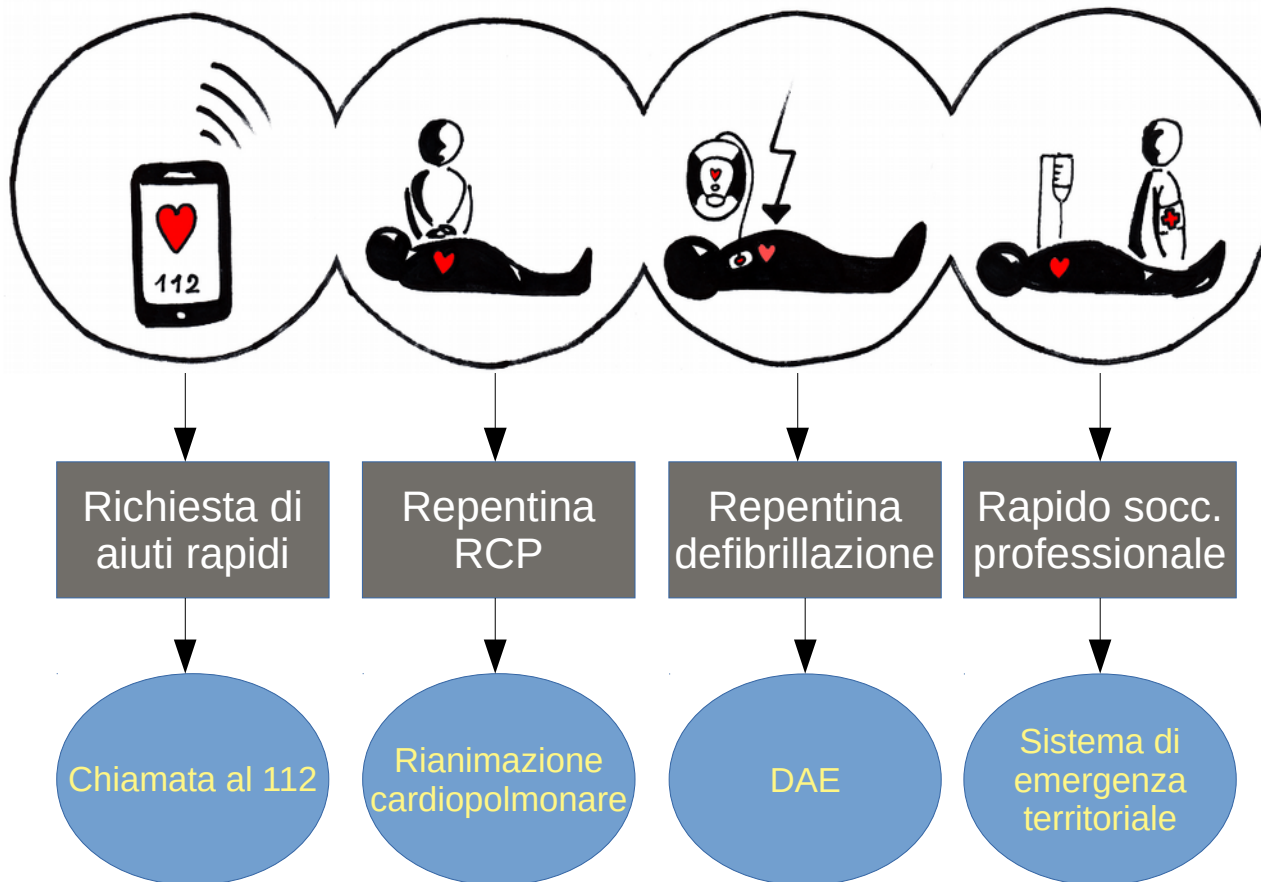 112
Richiesta di
aiuti rapidi
Repentina
RCP
Repentina
defibrillazione
Rapido socc.
professionale
Chiamata al 112
Rianimazione
cardiopolmonare
DAE
Sistema di
emergenza
territoriale